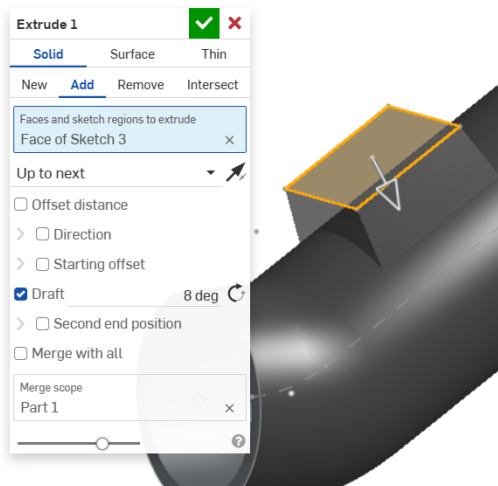 Extrude 1
Solid Surface Thin
New Add Remove Intersect
Faces and sketch regions to extrude
Face of Sketch 3
Up to next
Offset distance
Direction
Starting offset
Draft 8 deg
Second end position
Merge with all
Merge scope
Part 1